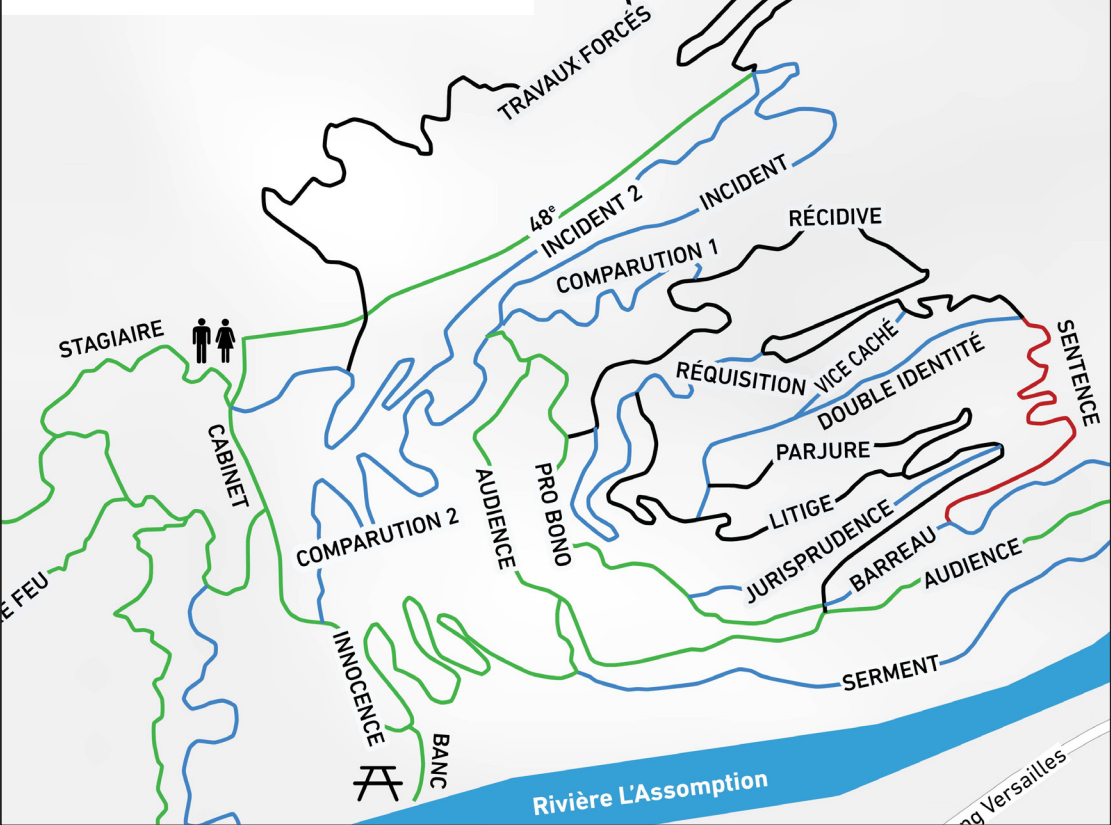 TRAVAUX FORCÉS
48e
INCIDENT 2
INCIDENT
RÉCIDIVE
COMPARUTION 1
STAGIAIRE
RÉQUISITION
VICE CACHÉ
DOUBLE IDENTITÉ
SENTENCE
CABINET
PARJURE
AUDIENCE
PRO BONO
LITIGE
COMPARUTION 2
JURISPRUDENCE
BARREAU
AUDIENCE
E FEU
INNOCENCE
SERMENT
BANC
Rivière L'Assomption
ng Versailles